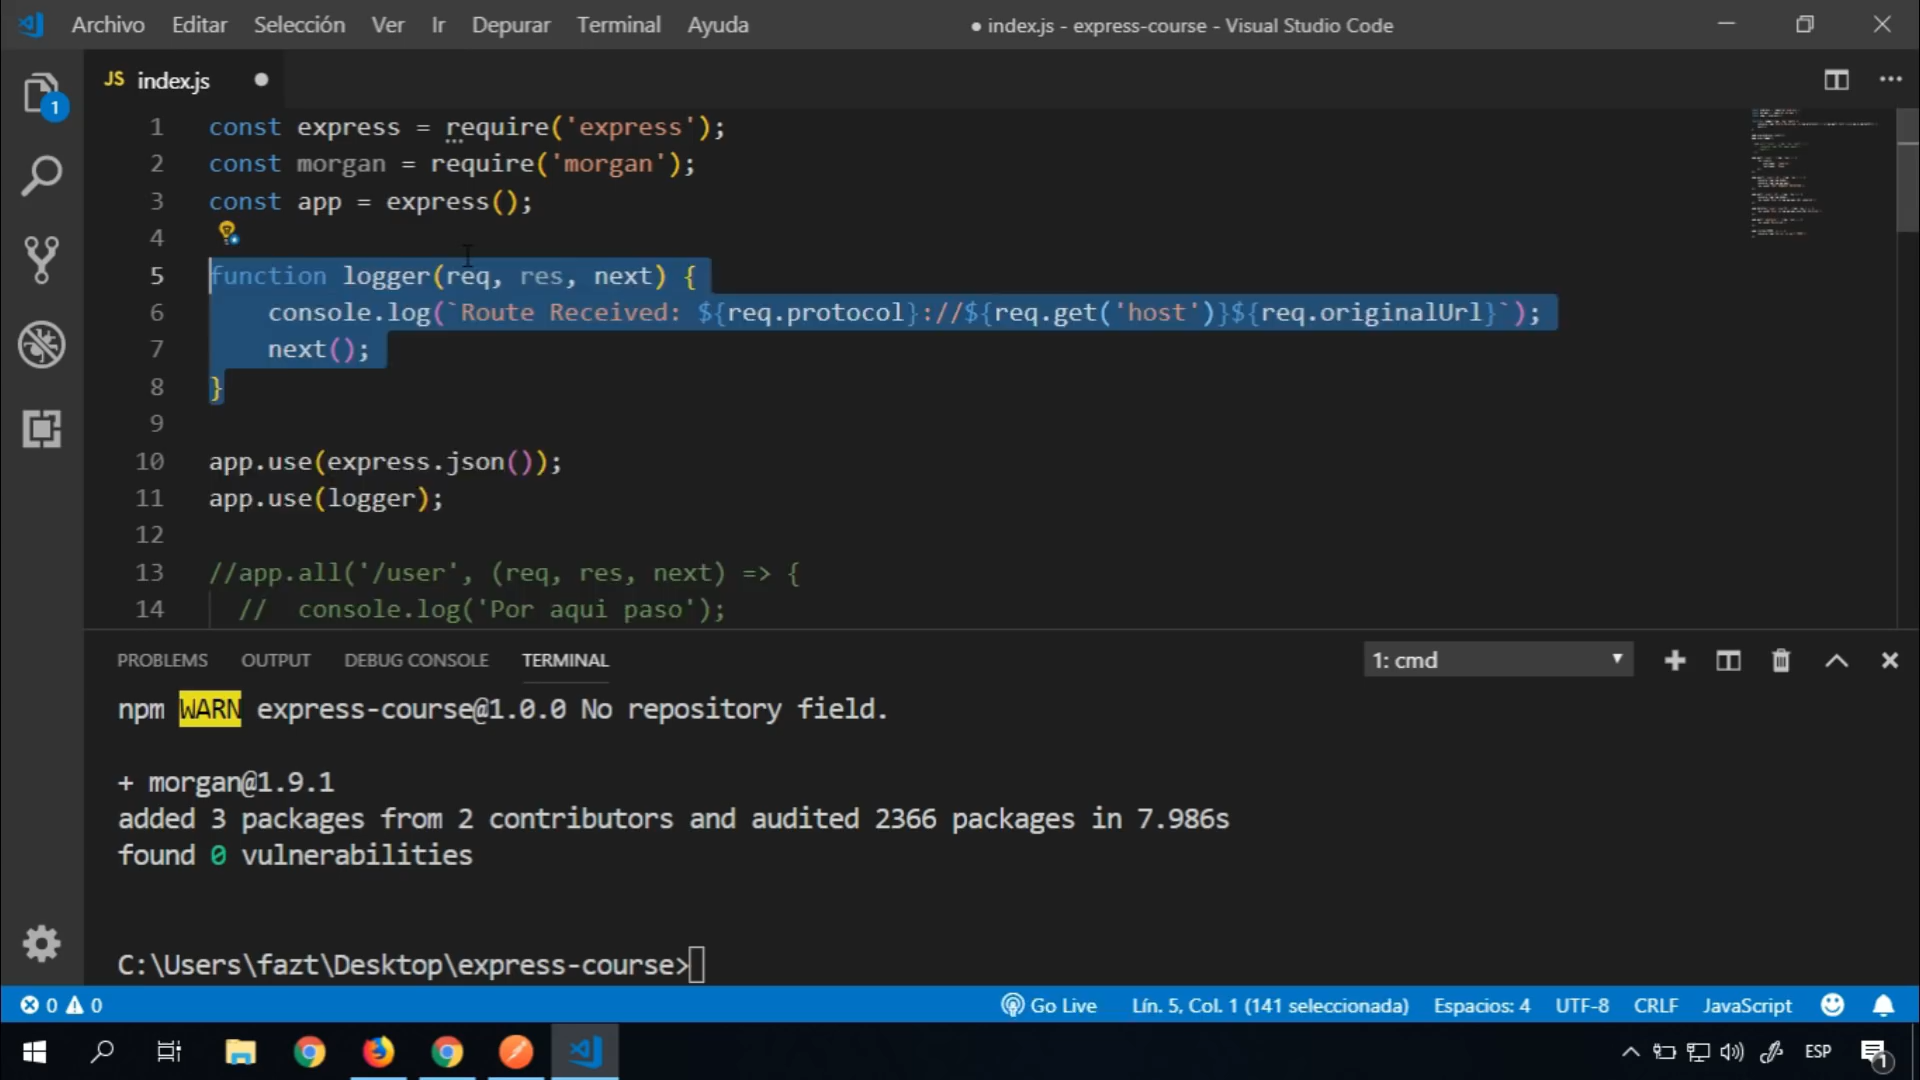 Archivo Editar Selección Ver Ir Depurar Terminal Ayuda
● index.js - express-course - Visual Studio Code
JS index.js
1
1 const express = require('express');
2 const morgan = require('morgan');
3 const app = express();
4
5 function logger(req, res, next) {
6 console.log(`Route Received: ${req.protocol}://${req.get('host')}${req.originalUrl}`);
7 next();
8 }
9
10 app.use(express.json());
11 app.use(logger);
12
13 //app.all('/user', (req, res, next) => {
14 // console.log('Por aqui paso');
PROBLEMS OUTPUT DEBUG CONSOLE TERMINAL 1: cmd
npm WARN express-course@1.0.0 No repository field.
+ morgan@1.9.1
added 3 packages from 2 contributors and audited 2366 packages in 7.986s
found 0 vulnerabilities
C:\Users\fazt\Desktop\express-course>
0 0 Go Live Lín. 5, Col. 1 (141 seleccionada) Espacios: 4 UTF-8 CRLF JavaScript
ESP 1